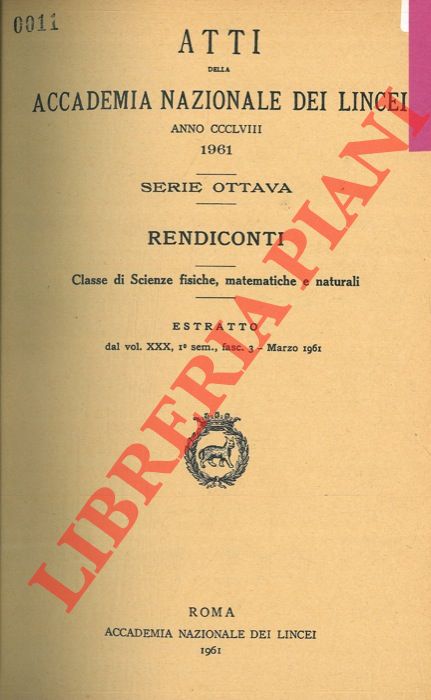 0011
ATTI
DELLA
ACCADEMIA NAZIONALE DEI LINCEI
ANNO CCCLVIII
1961
SERIE OTTAVA
RENDICONTI
Classe di Scienze fisiche, matematiche e naturali
ESTRATTO
dal vol. XXX, 1º sem., fasc. 3 – Marzo 1961
ROMA
ACCADEMIA NAZIONALE DEI LINCEI
1961
LIBRERIA PIANI